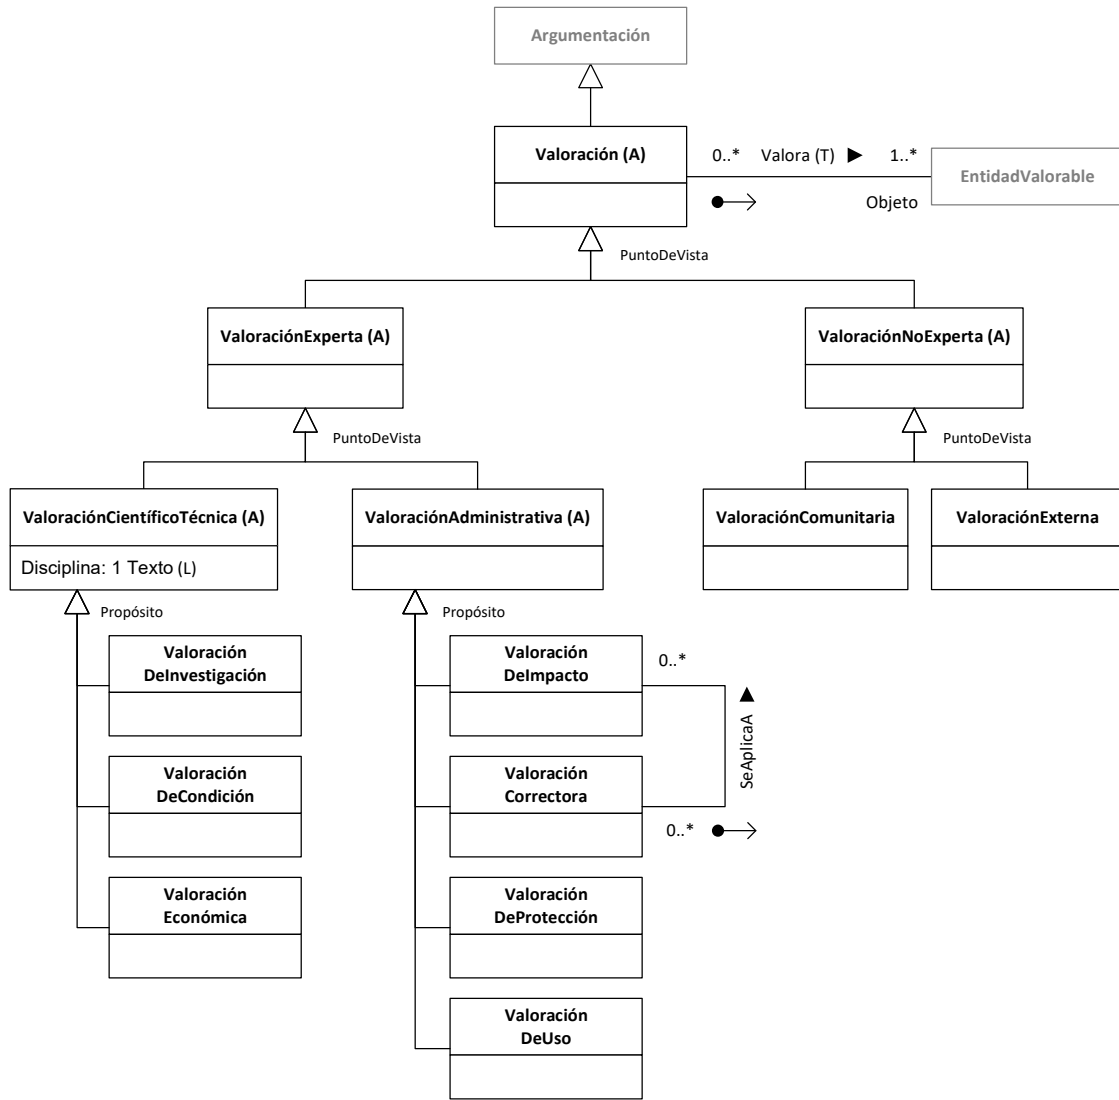 Argumentación
Valoración (A)
0..* Valora (T) ► 1..*
Objeto
EntidadValorable
PuntoDeVista
ValoraciónExperta (A)
ValoraciónNoExperta (A)
PuntoDeVista
PuntoDeVista
ValoraciónCientíficoTécnica (A)
Disciplina: 1 Texto (L)
ValoraciónAdministrativa (A)
ValoraciónComunitaria
ValoraciónExterna
Propósito
Propósito
Valoración
DeInvestigación
Valoración
DeImpacto
0..*
SeAplicaA ►
Valoración
DeCondición
Valoración
Correctora
0..*
Valoración
Económica
Valoración
DeProtección
Valoración
DeUso